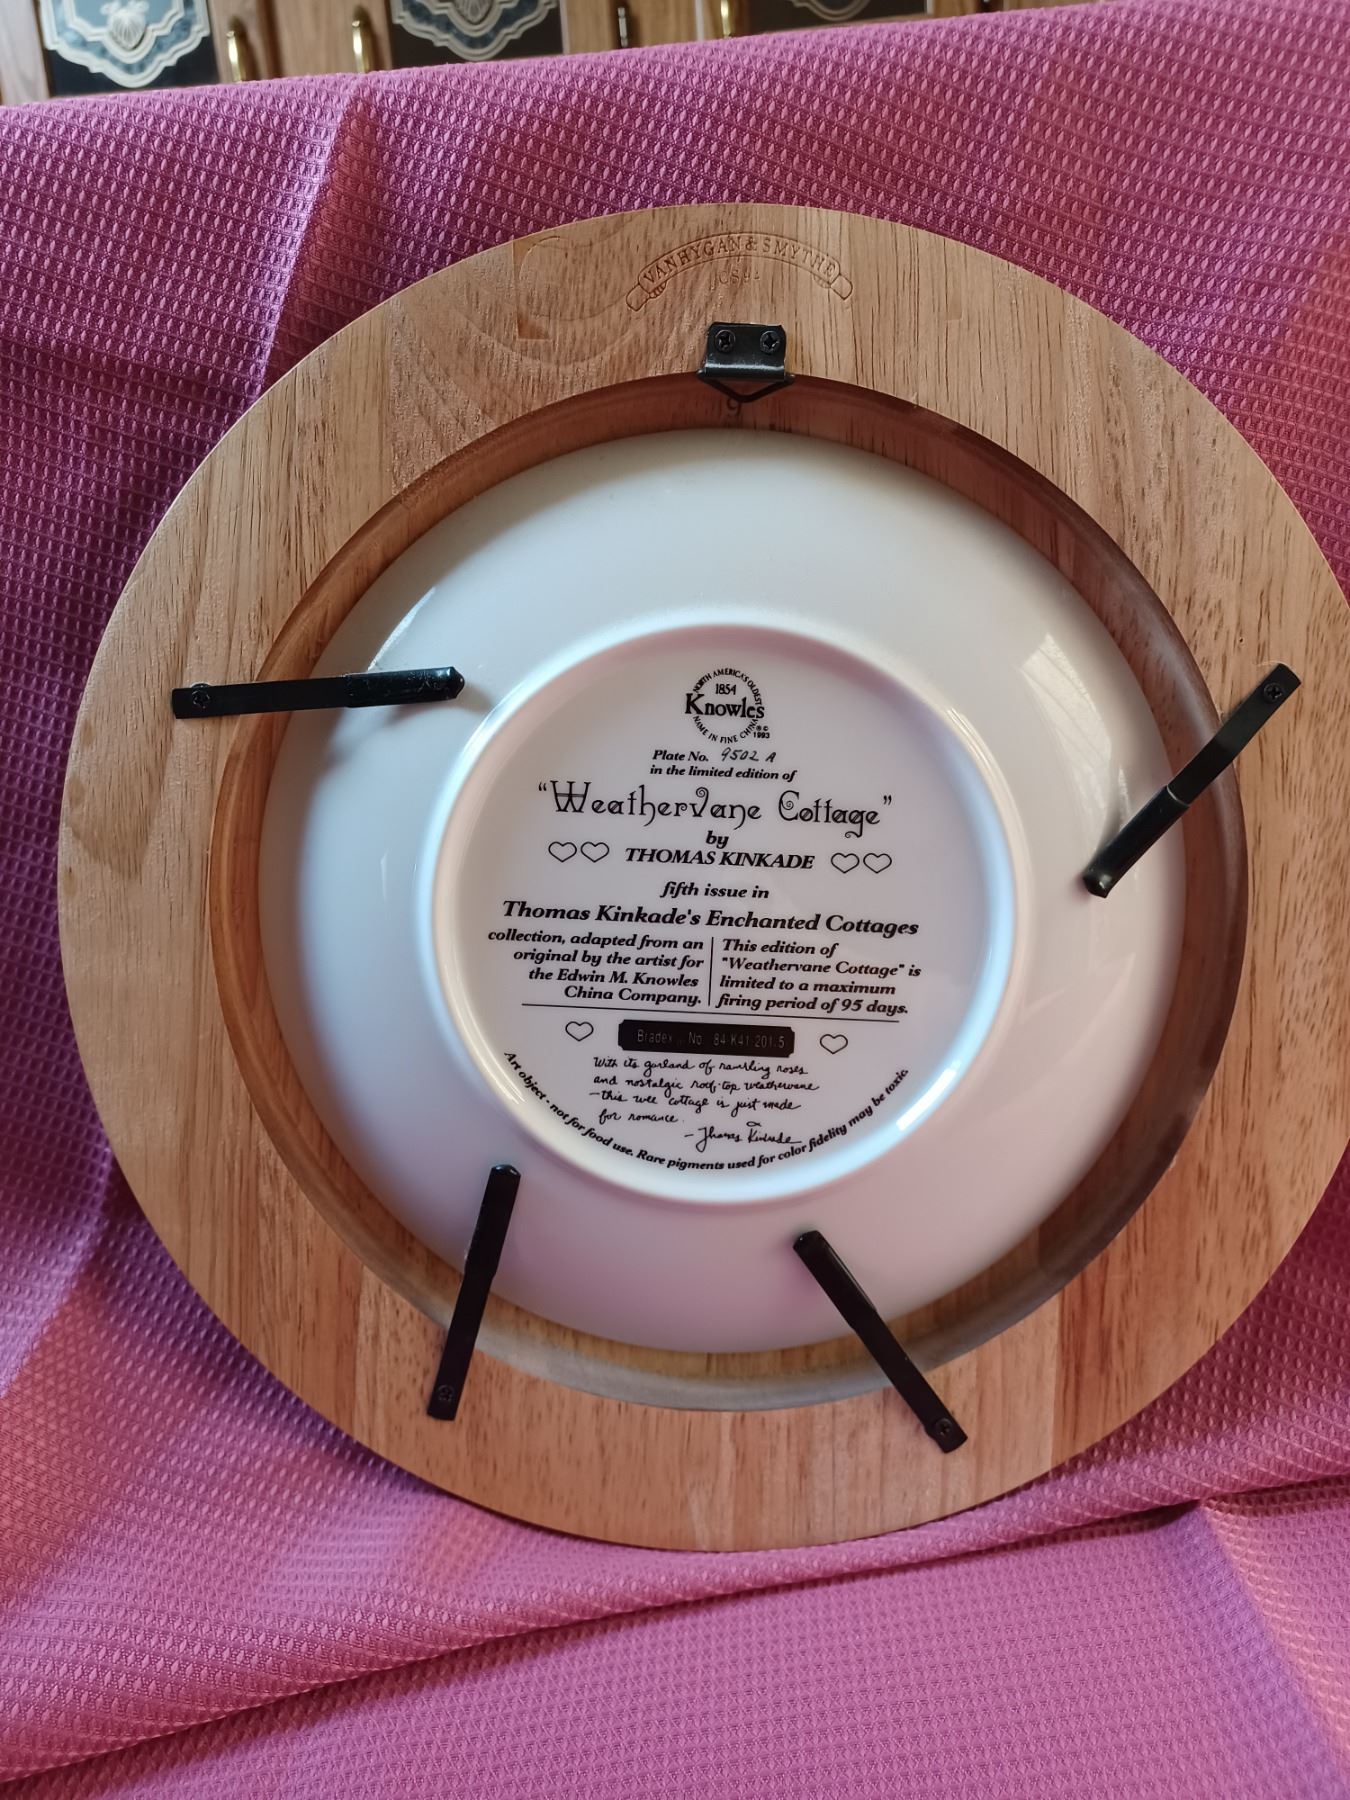 VANHYGAN & SMYTHE
9
NORTH AMERICA'S OLDEST
1854
Knowles
NAME IN FINE CHINA
® ©
1993
Plate No. 9502 A
in the limited edition of
"Weathervane Cottage"
by
THOMAS KINKADE
fifth issue in
Thomas Kinkade's Enchanted Cottages
collection, adapted from an
original by the artist for
the Edwin M. Knowles
China Company.
This edition of
"Weathervane Cottage" is
limited to a maximum
firing period of 95 days.
Bradex No 84-K41-201.5
With its garland of rambling roses
and nostalgic roof-top weathervane
-this wee cottage is just made
for romance.
- Thomas Kinkade
Art object - not for food use. Rare pigments used for color fidelity may be toxic.